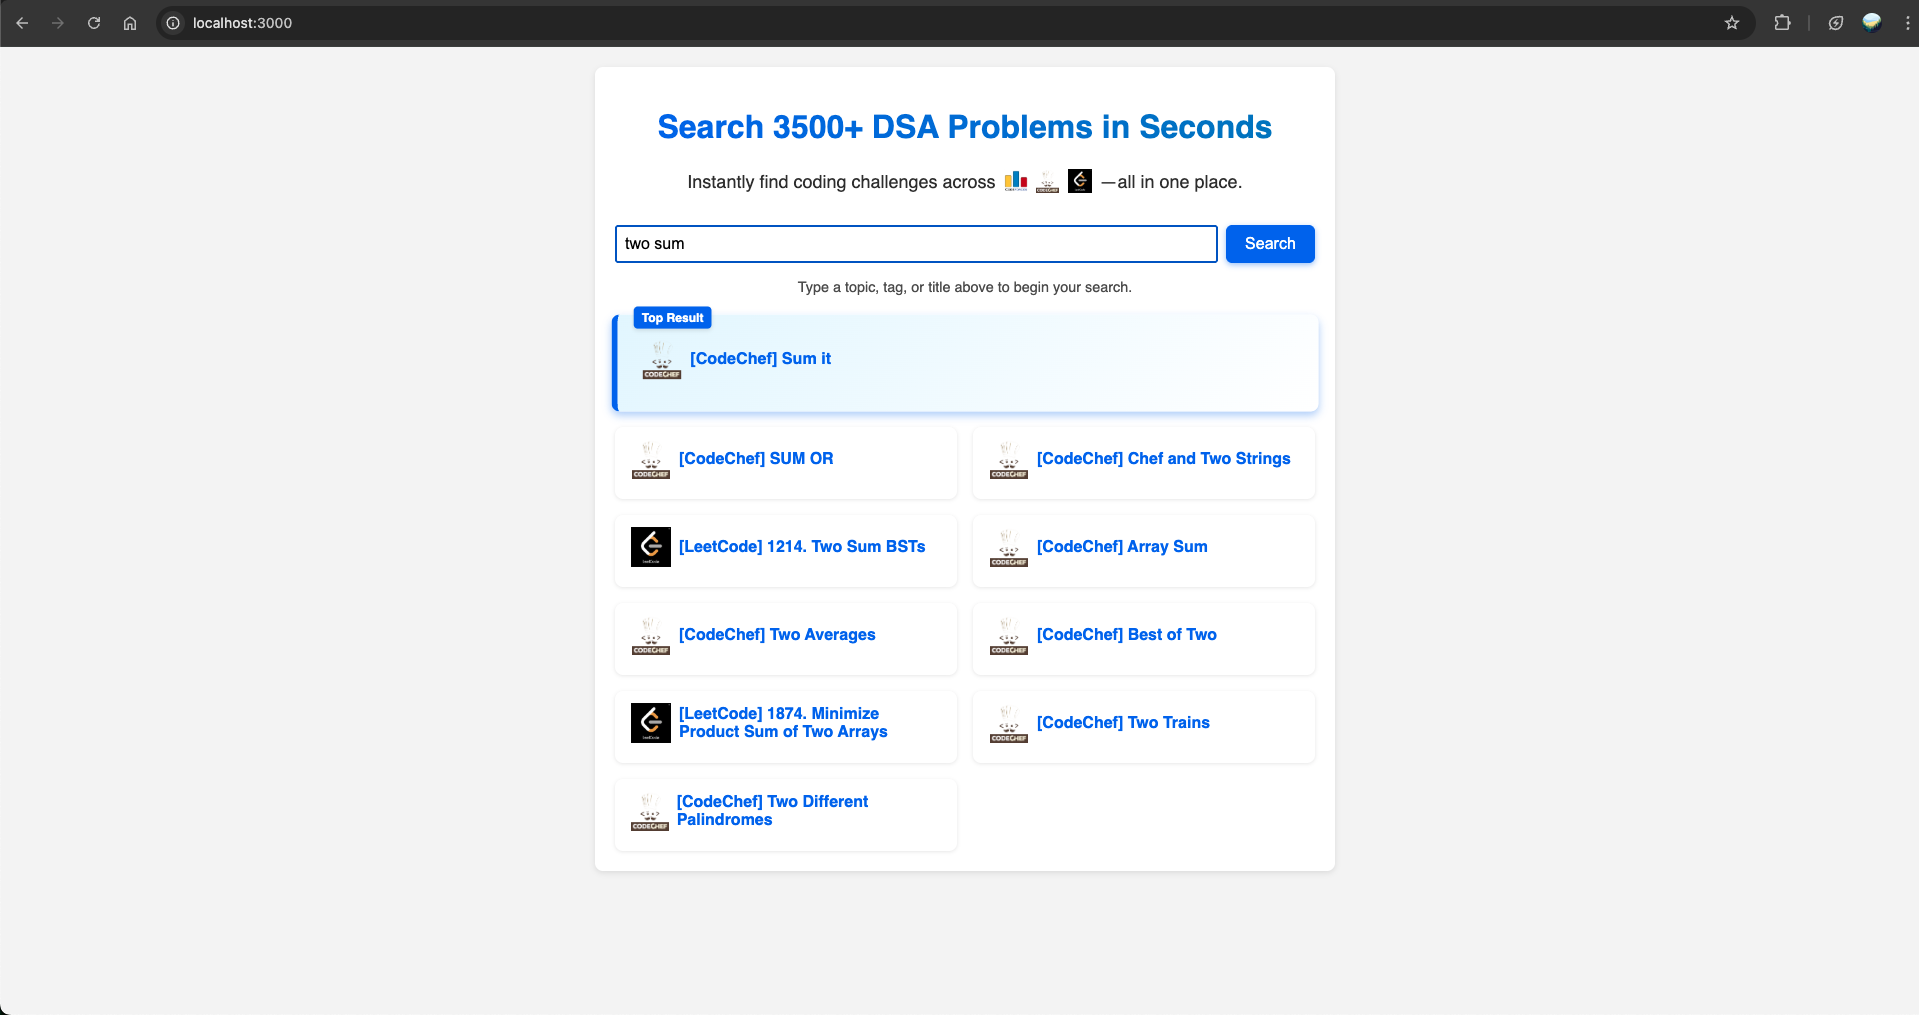 localhost:3000
Search 3500+ DSA Problems in Seconds
Instantly find coding challenges across CODECHEF —all in one place.
two sum
Search
Type a topic, tag, or title above to begin your search.
Top Result
CODECHEF [CodeChef] Sum it
CODECHEF [CodeChef] SUM OR
CODECHEF [CodeChef] Chef and Two Strings
LeetCode [LeetCode] 1214. Two Sum BSTs
CODECHEF [CodeChef] Array Sum
CODECHEF [CodeChef] Two Averages
CODECHEF [CodeChef] Best of Two
LeetCode [LeetCode] 1874. Minimize
Product Sum of Two Arrays
CODECHEF [CodeChef] Two Trains
CODECHEF [CodeChef] Two Different
Palindromes